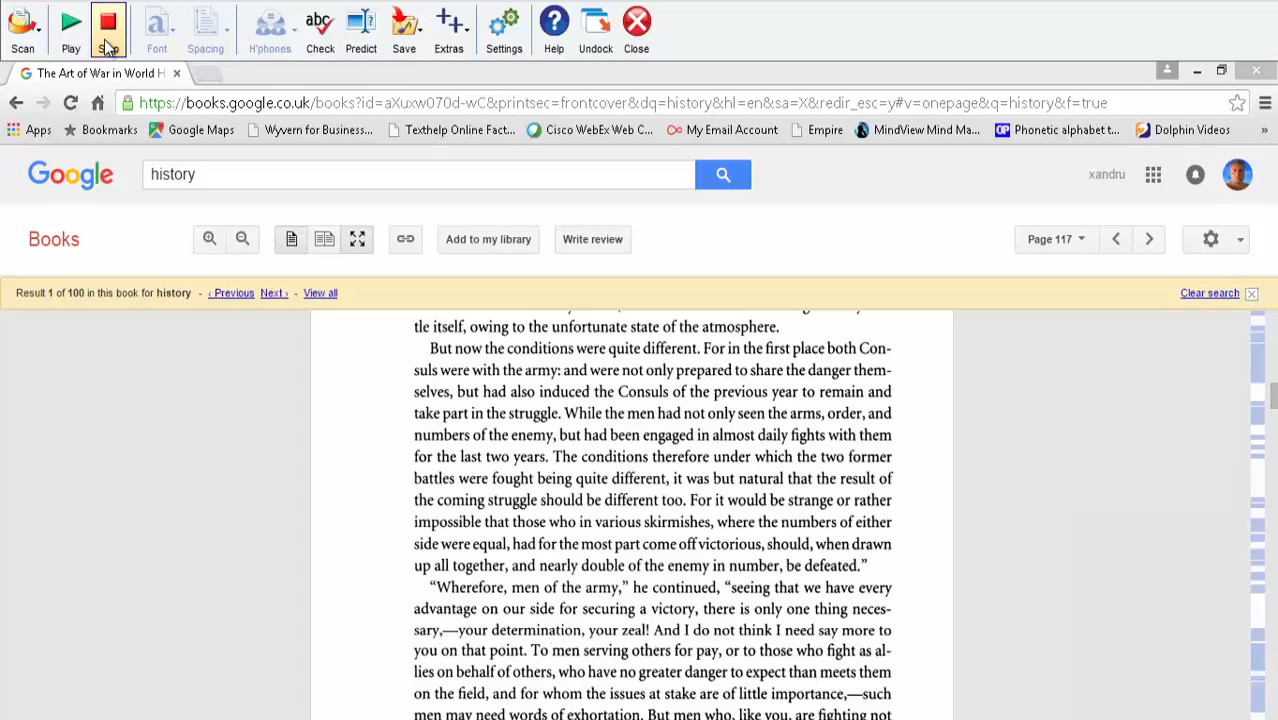 Scan Play Stop Font Spacing H'phones Check Predict Save Extras Settings Help Undock Close
The Art of War in World H
https://books.google.co.uk/books?id=aXuxw070d-wC&printsec=frontcover&dq=history&hl=en&sa=X&redir_esc=y#v=onepage&q=history&f=true
Apps Bookmarks Google Maps Wyvern for Business... Texthelp Online Fact... Cisco WebEx Web C... My Email Account Empire MindView Mind Ma... Phonetic alphabet t... Dolphin Videos »
Google history xandru
Books Add to my library Write review Page 117
Result 1 of 100 in this book for history - ‹ Previous Next › - View all Clear search
tle itself, owing to the unfortunate state of the atmosphere.
But now the conditions were quite different. For in the first place both Con-
suls were with the army: and were not only prepared to share the danger them-
selves, but had also induced the Consuls of the previous year to remain and
take part in the struggle. While the men had not only seen the arms, order, and
numbers of the enemy, but had been engaged in almost daily fights with them
for the last two years. The conditions therefore under which the two former
battles were fought being quite different, it was but natural that the result of
the coming struggle should be different too. For it would be strange or rather
impossible that those who in various skirmishes, where the numbers of either
side were equal, had for the most part come off victorious, should, when drawn
up all together, and nearly double of the enemy in number, be defeated.”
“Wherefore, men of the army,” he continued, “seeing that we have every
advantage on our side for securing a victory, there is only one thing neces-
sary,—your determination, your zeal! And I do not think I need say more to
you on that point. To men serving others for pay, or to those who fight as al-
lies on behalf of others, who have no greater danger to expect than meets them
on the field, and for whom the issues at stake are of little importance,—such
men may need words of exhortation. But men who, like you, are fighting not